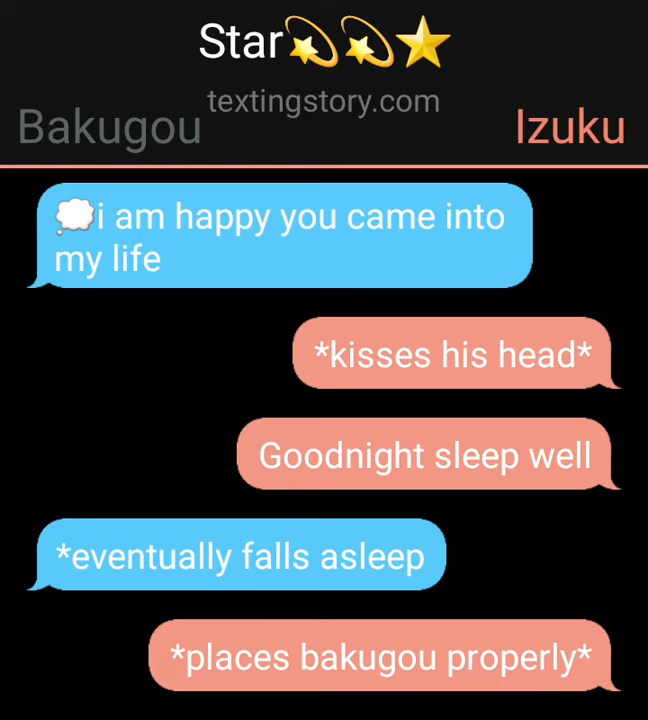 Star💫💫⭐
textingstory.com
Bakugou
Izuku
💭i am happy you came into
my life
*kisses his head*
Goodnight sleep well
*eventually falls asleep
*places bakugou properly*